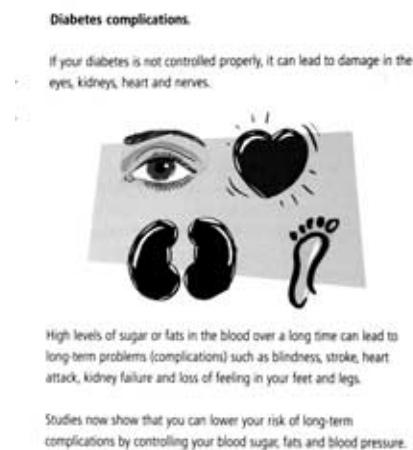 Diabetes complications.
If your diabetes is not controlled properly, it can lead to damage in the
eyes, kidneys, heart and nerves.
High levels of sugar or fats in the blood over a long time can lead to
long-term problems (complications) such as blindness, stroke, heart
attack, kidney failure and loss of feeling in your feet and legs.
Studies now show that you can lower your risk of long-term
complications by controlling your blood sugar, fats and blood pressure.